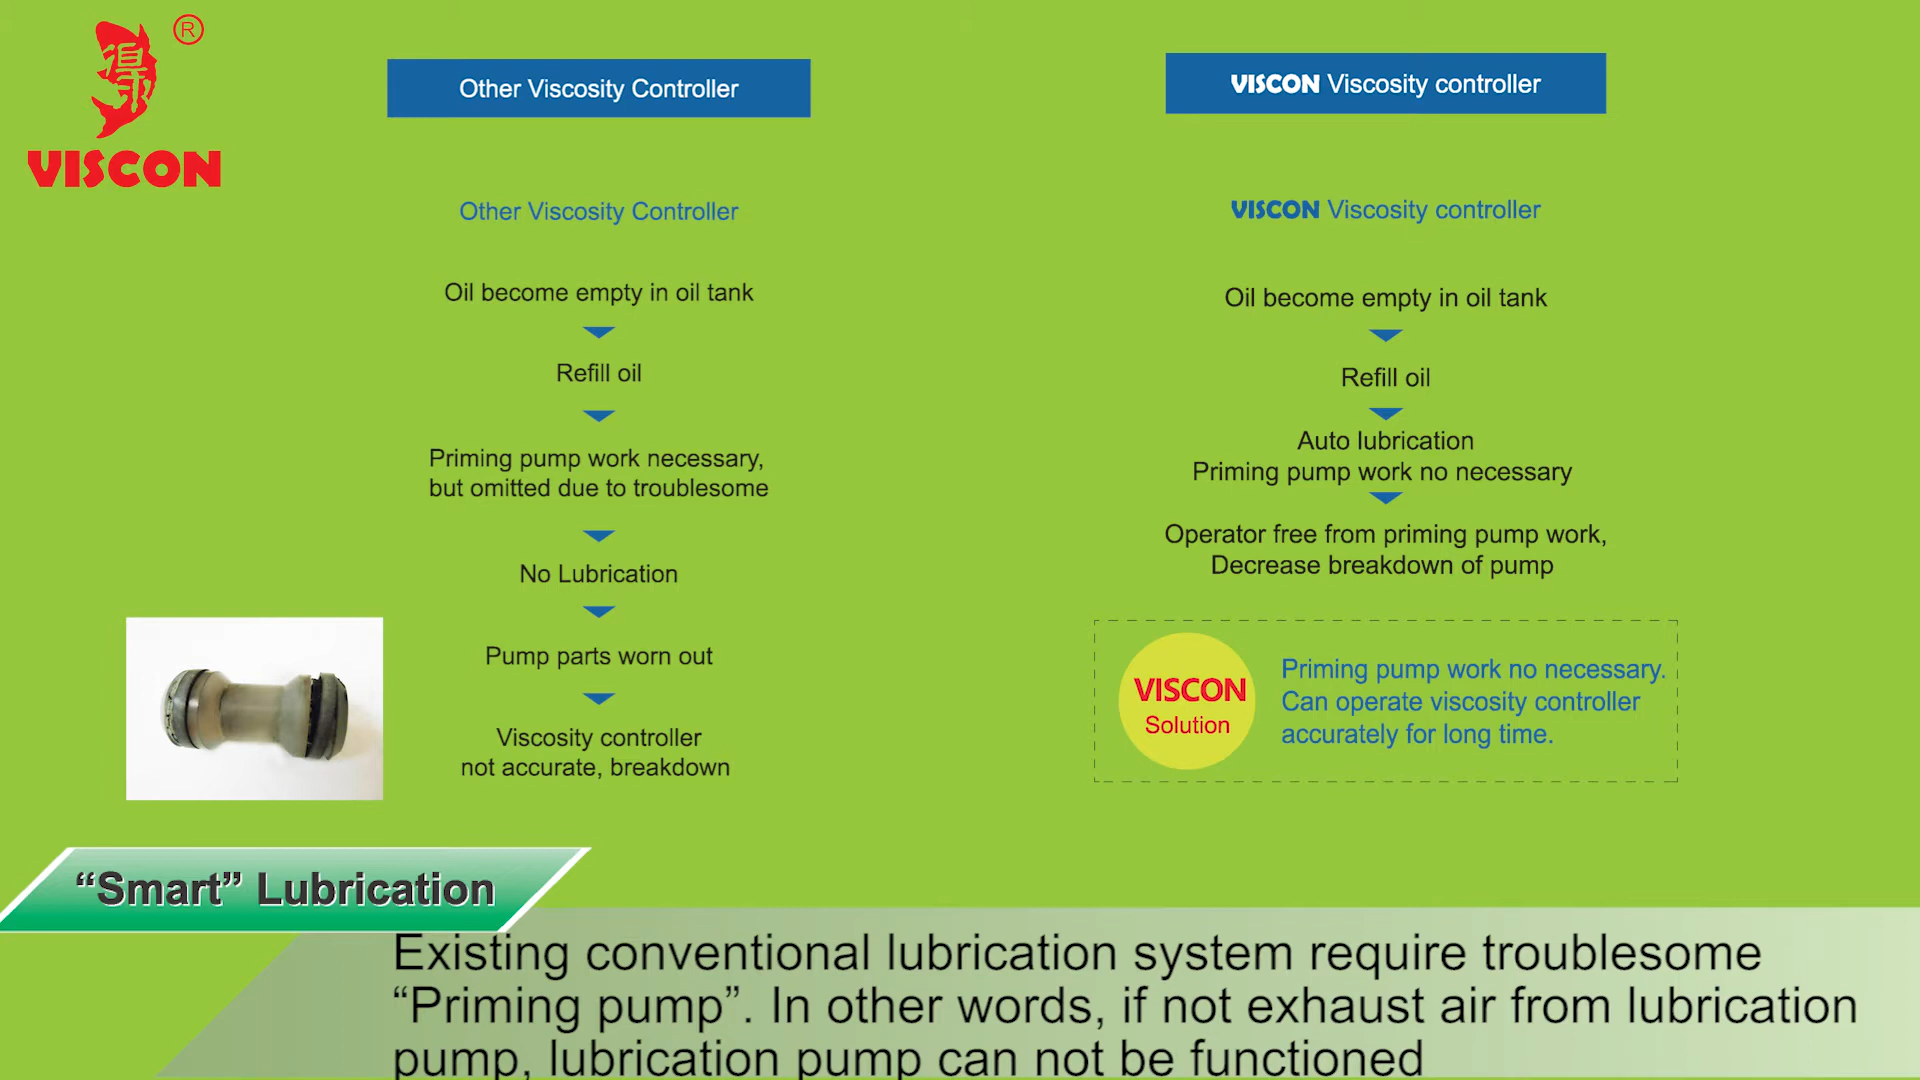 ®
得
VISCON
Other Viscosity Controller
Other Viscosity Controller
Oil become empty in oil tank
Refill oil
Priming pump work necessary,
but omitted due to troublesome
No Lubrication
Pump parts worn out
Viscosity controller
not accurate, breakdown
VISCON Viscosity controller
VISCON Viscosity controller
Oil become empty in oil tank
Refill oil
Auto lubrication
Priming pump work no necessary
Operator free from priming pump work,
Decrease breakdown of pump
VISCON
Solution
Priming pump work no necessary.
Can operate viscosity controller
accurately for long time.
“Smart” Lubrication
Existing conventional lubrication system require troublesome
“Priming pump”. In other words, if not exhaust air from lubrication
pump, lubrication pump can not be functioned